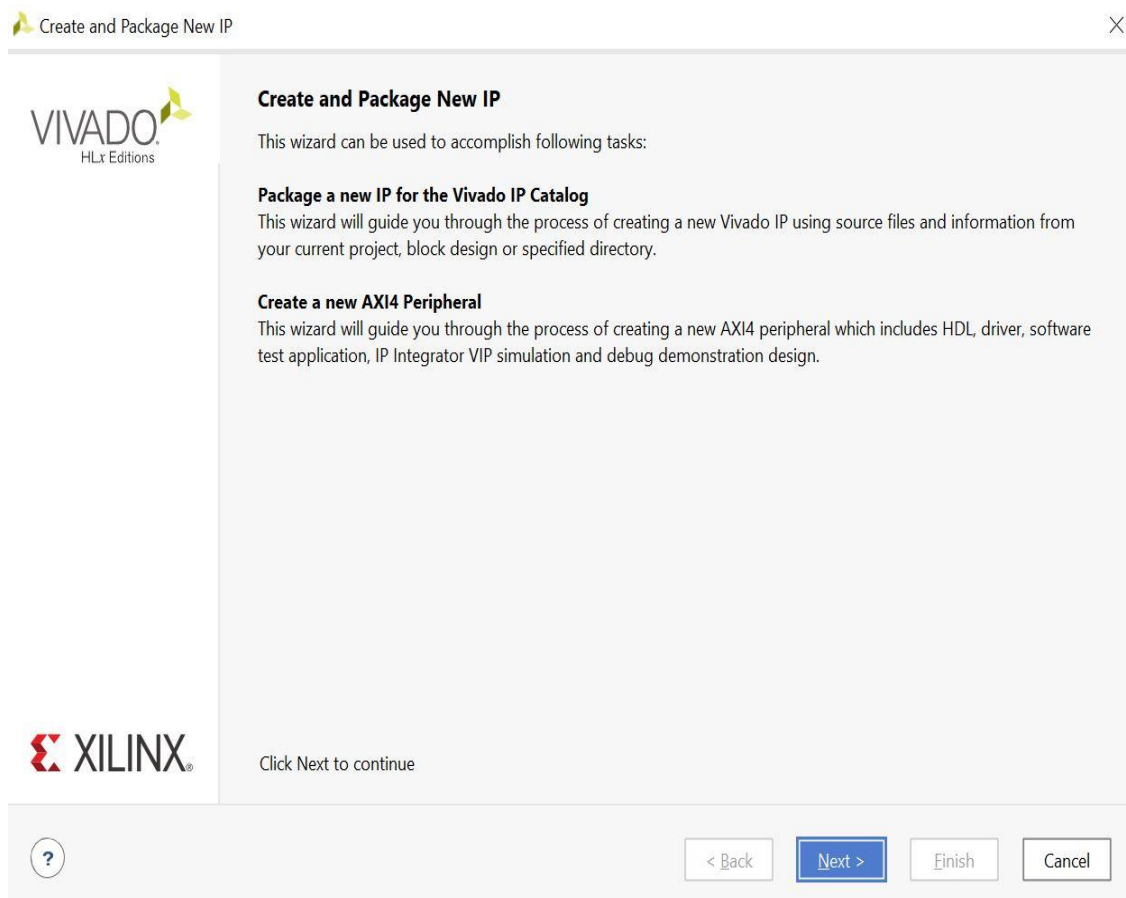 Create and Package New IP
X
VIVADO.
HLx Editions
Create and Package New IP
This wizard can be used to accomplish following tasks:
Package a new IP for the Vivado IP Catalog
This wizard will guide you through the process of creating a new Vivado IP using source files and information from
your current project, block design or specified directory.
Create a new AXI4 Peripheral
This wizard will guide you through the process of creating a new AXI4 peripheral which includes HDL, driver, software
test application, IP Integrator VIP simulation and debug demonstration design.
XILINX®
Click Next to continue
?
< Back
Next >
Finish
Cancel